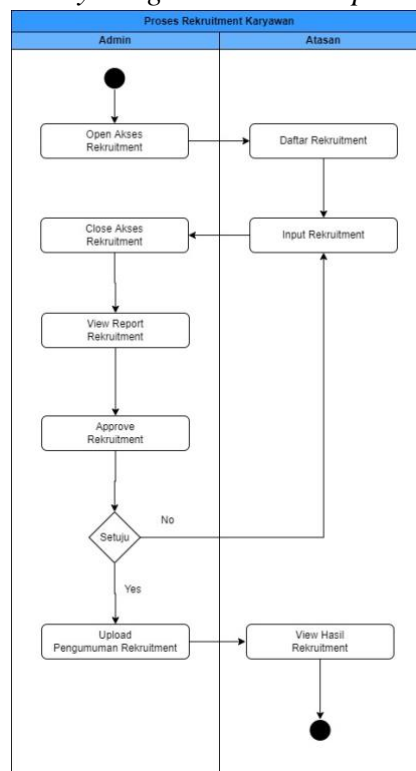 Proses Rekruitment Karyawan
Admin
Atasan
Open Akses
Rekruitment
Daftar Rekruitment
Close Akses
Rekruitment
Input Rekruitment
View Report
Rekruitment
Approve
Rekruitment
Setuju
No
Yes
Upload
Pengumuman Rekruitment
View Hasil
Rekruitment